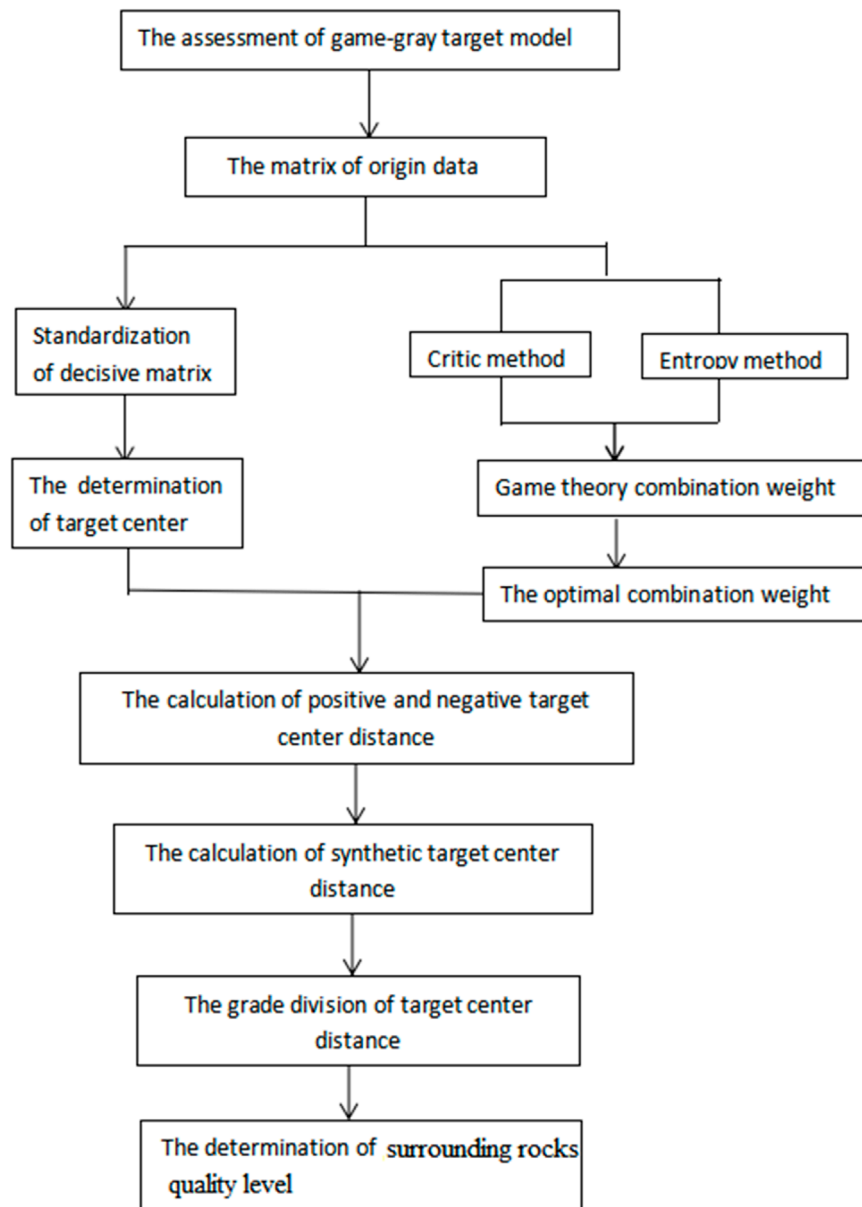 The assessment of game-gray target model
The matrix of origin data
Standardization
of decisive matrix
Critic method
Entropy method
The determination
of target center
Game theory combination weight
The optimal combination weight
The calculation of positive and negative target
center distance
The calculation of synthetic target center
distance
The grade division of target center
distance
The determination of surrounding rocks
quality level